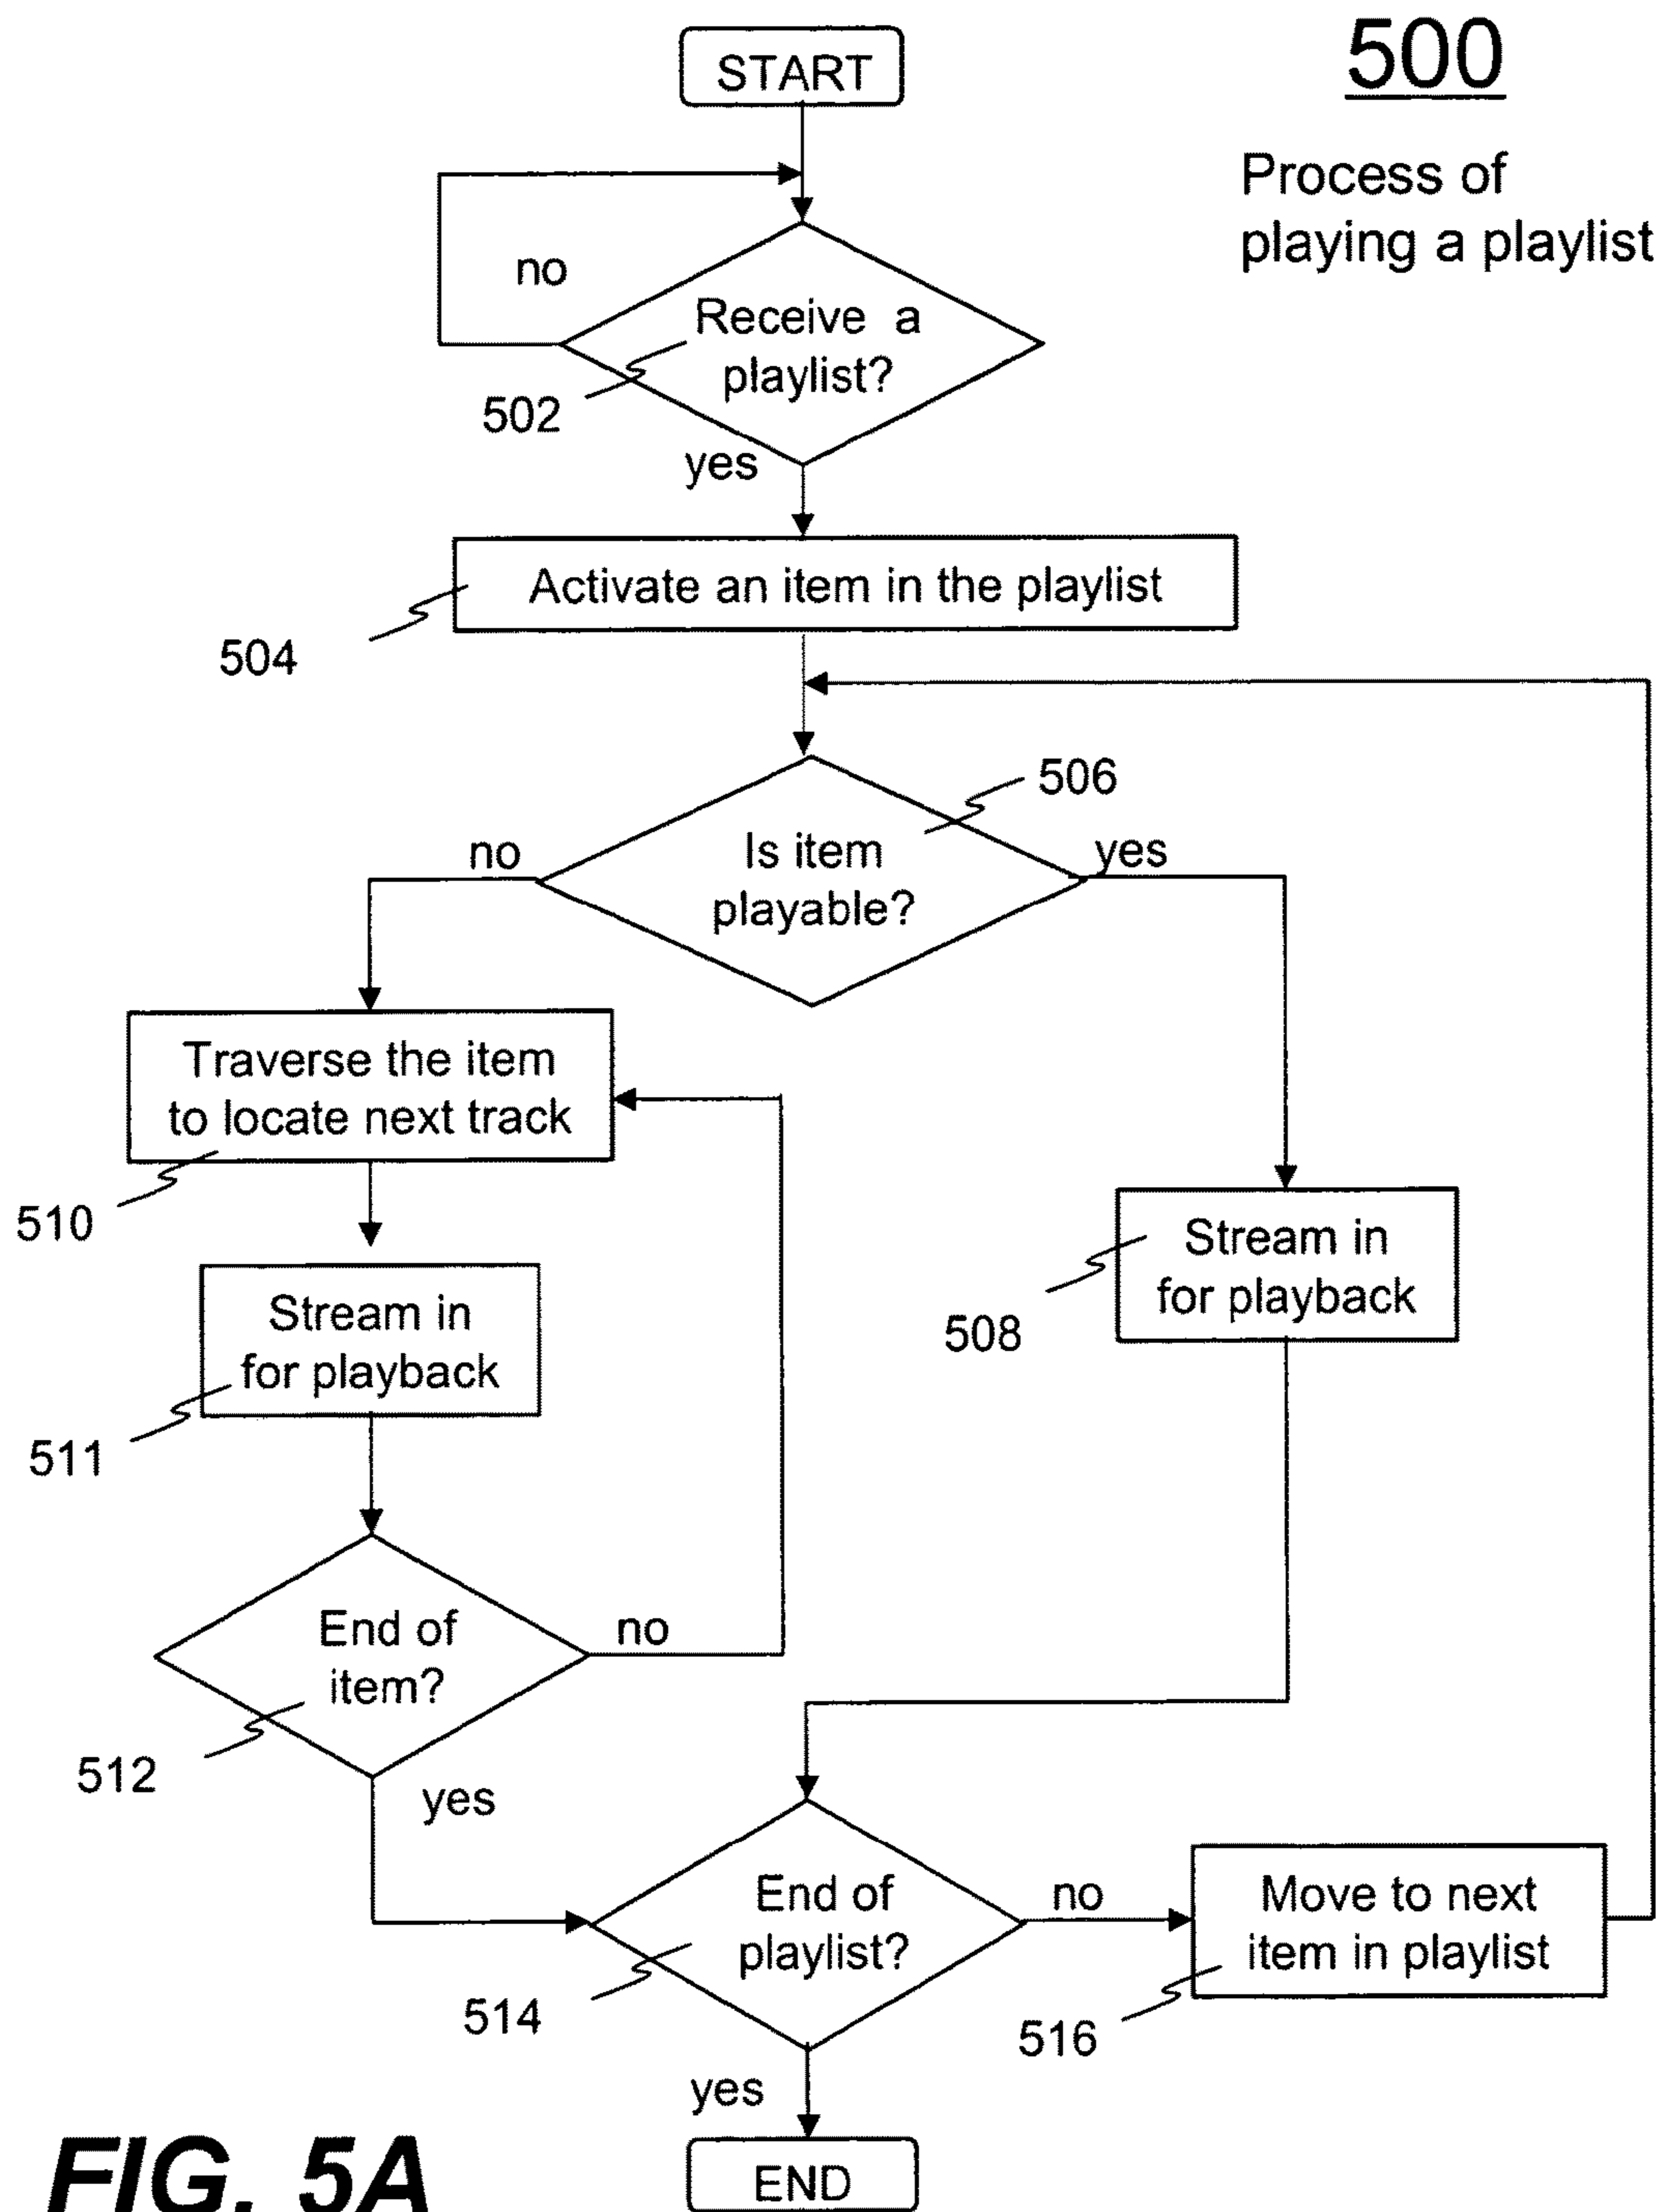 START
500
Process of
playing a playlist
no
Receive a
playlist?
502
yes
Activate an item in the playlist
504
506
no
Is item
playable?
yes
Traverse the item
to locate next track
510
Stream in
for playback
508
Stream in
for playback
511
End of
item?
no
512
yes
End of
playlist?
no
Move to next
item in playlist
514
516
yes
END
FIG. 5A